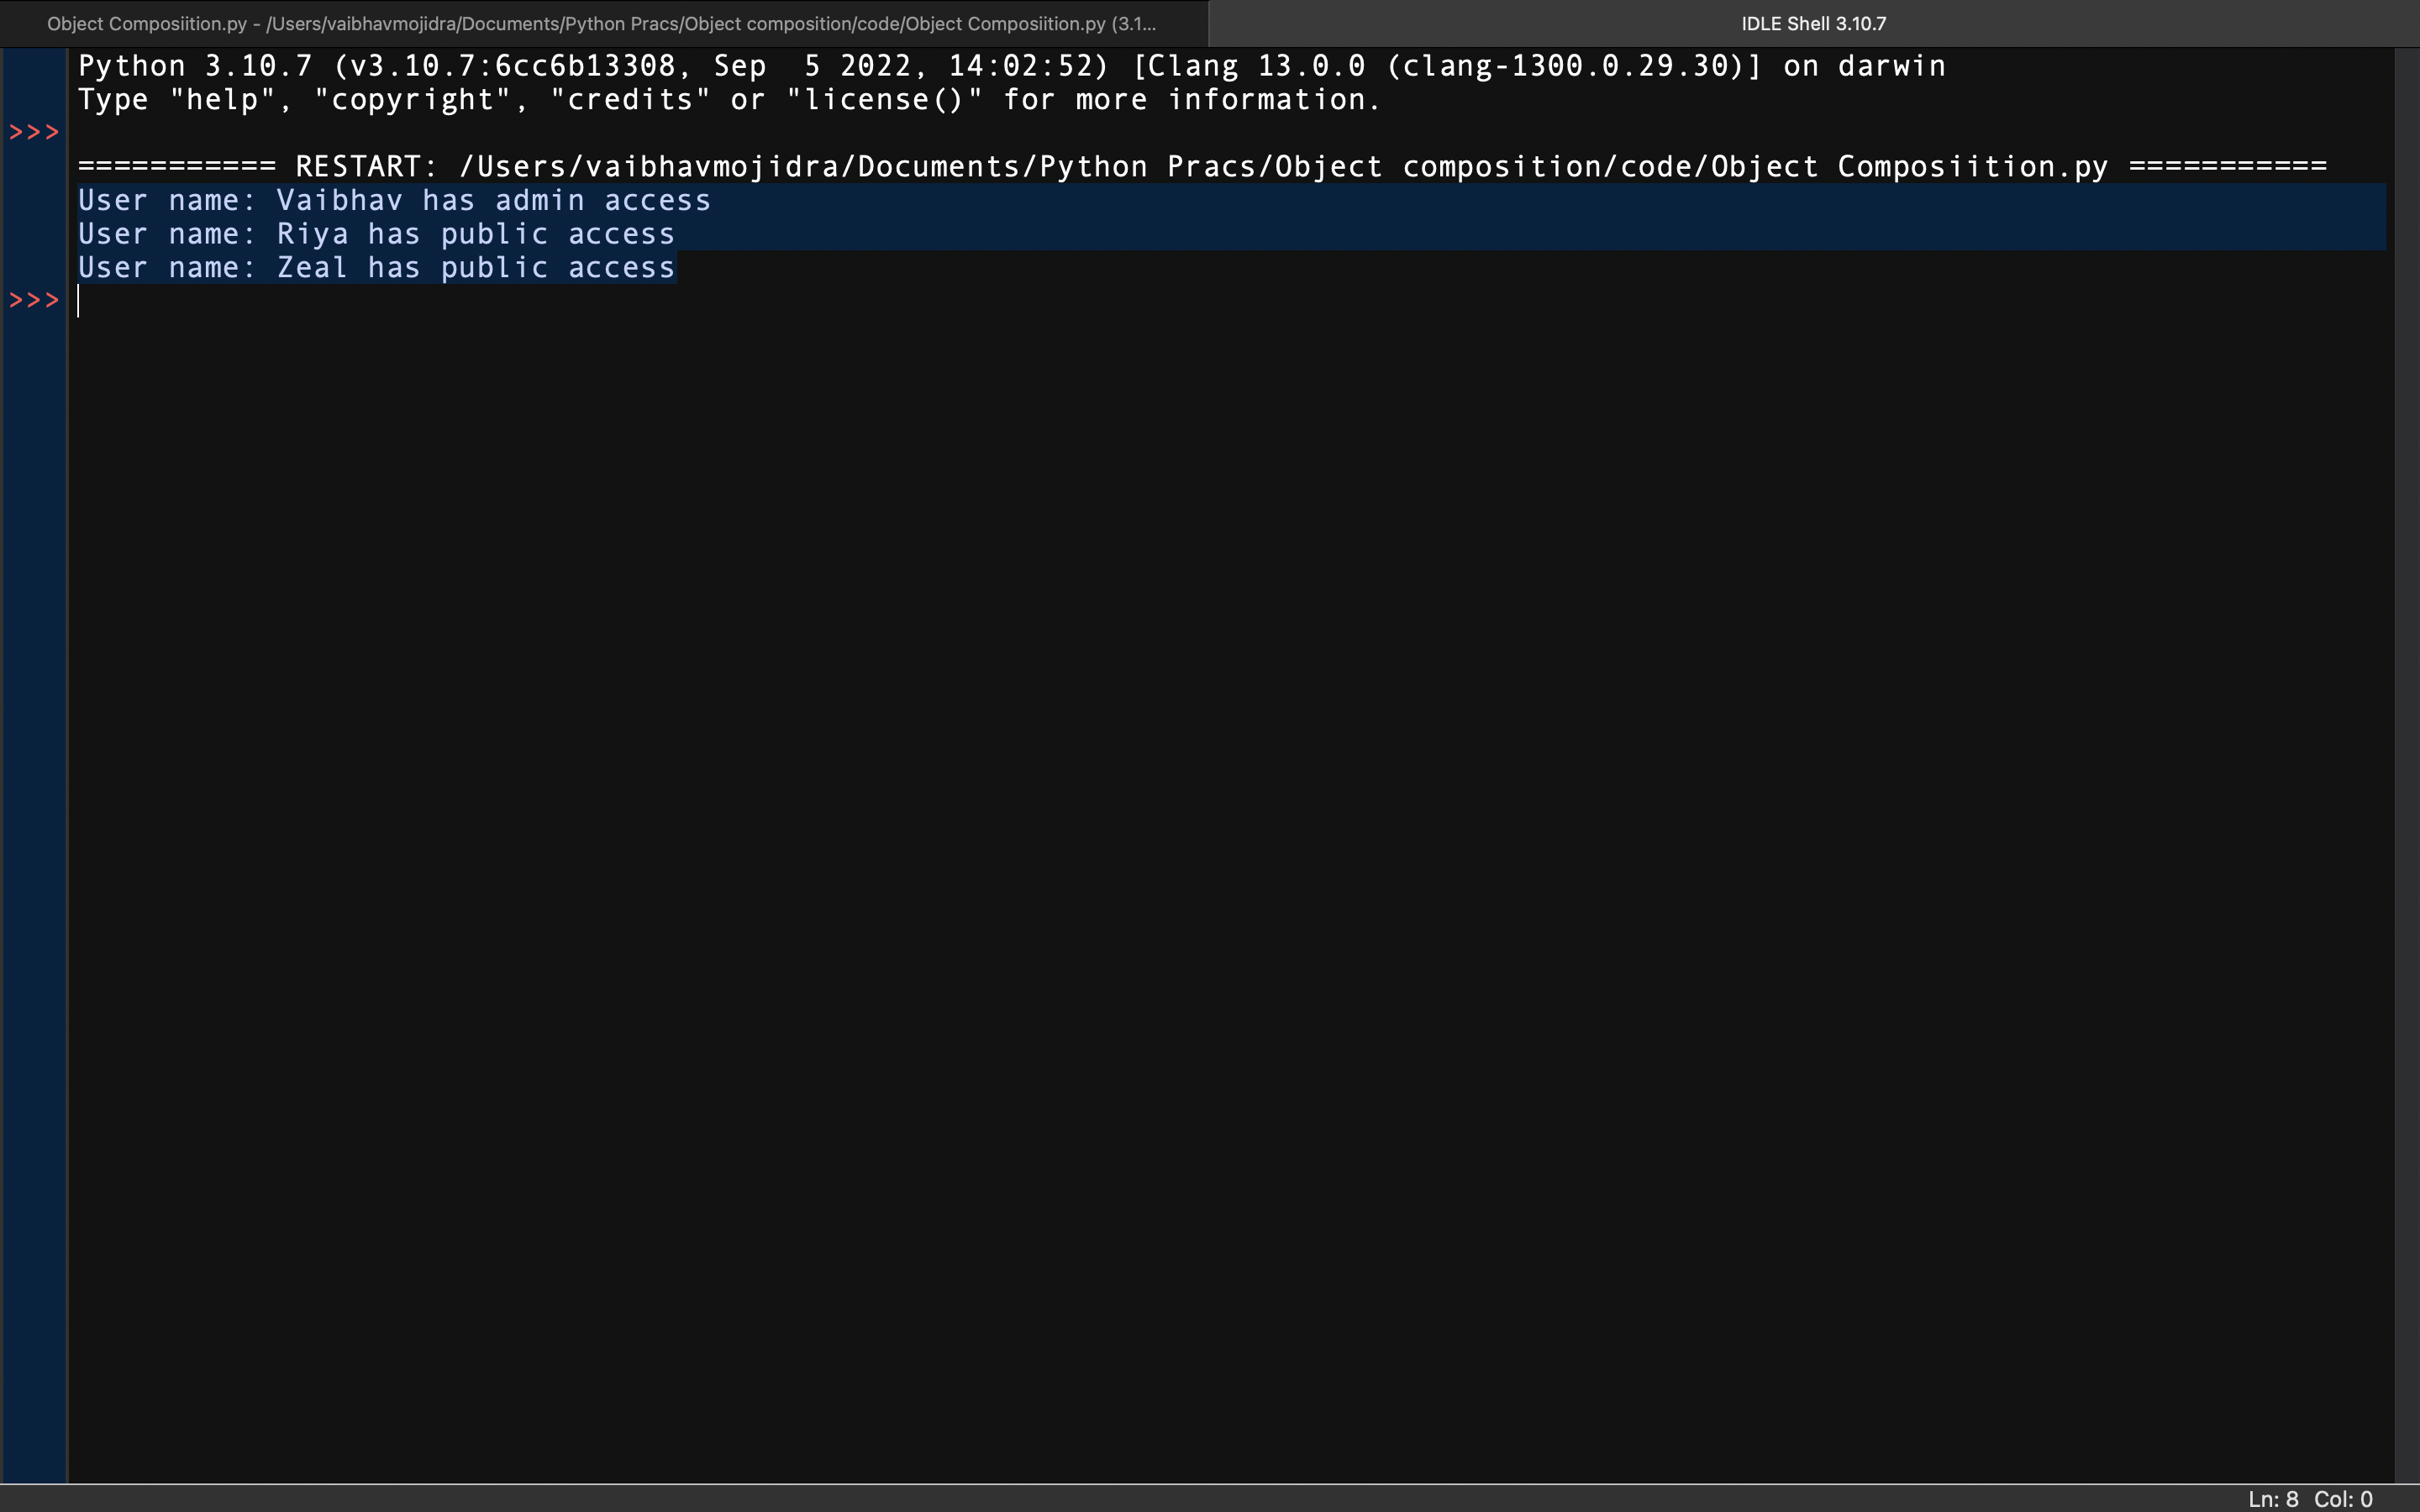 Object Composiition.py – /Users/vaibhavmojidra/Documents/Python Pracs/Object composition/code/Object Composiition.py (3.1...
IDLE Shell 3.10.7
Python 3.10.7 (v3.10.7:6cc6b13308, Sep  5 2022, 14:02:52) [Clang 13.0.0 (clang-1300.0.29.30)] on darwin
Type "help", "copyright", "credits" or "license()" for more information.
>>>
=========== RESTART: /Users/vaibhavmojidra/Documents/Python Pracs/Object composition/code/Object Composiition.py ===========
User name: Vaibhav has admin access
User name: Riya has public access
User name: Zeal has public access
>>>
Ln: 8  Col: 0